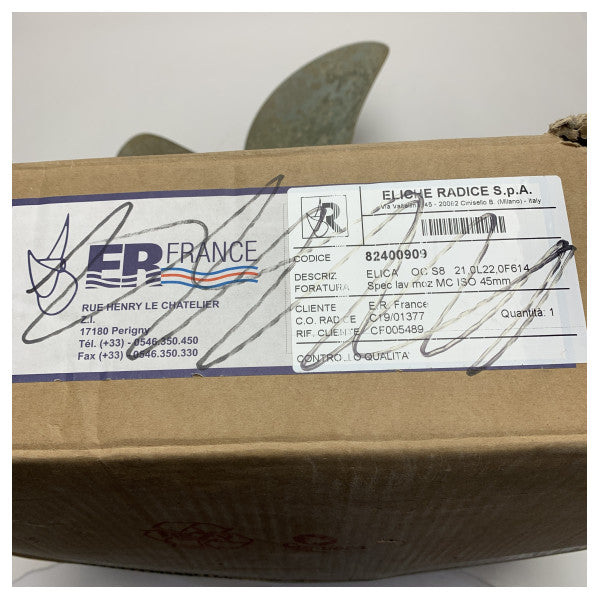 ER FRANCE
RUE HENRY LE CHATELIER
Z.I.
17180 Perigny
Tél. (+33) - 0546.350.450
Fax (+33) - 0546.350.330
R
ELICHE RADICE S.p.A.
Via Valtellina 45 - 20092 Cinisello B. (Milano) - Italy
CODICE 82400909
DESCRIZ. ELICA OC S8 21,0L22,0F614
FORATURA Spec lav moz MC ISO 45mm
CLIENTE E.R. France
C.O. RADICE C19/01377 Quantità: 1
RIF. CLIENTE CF005489
CONTROLLO QUALITA'